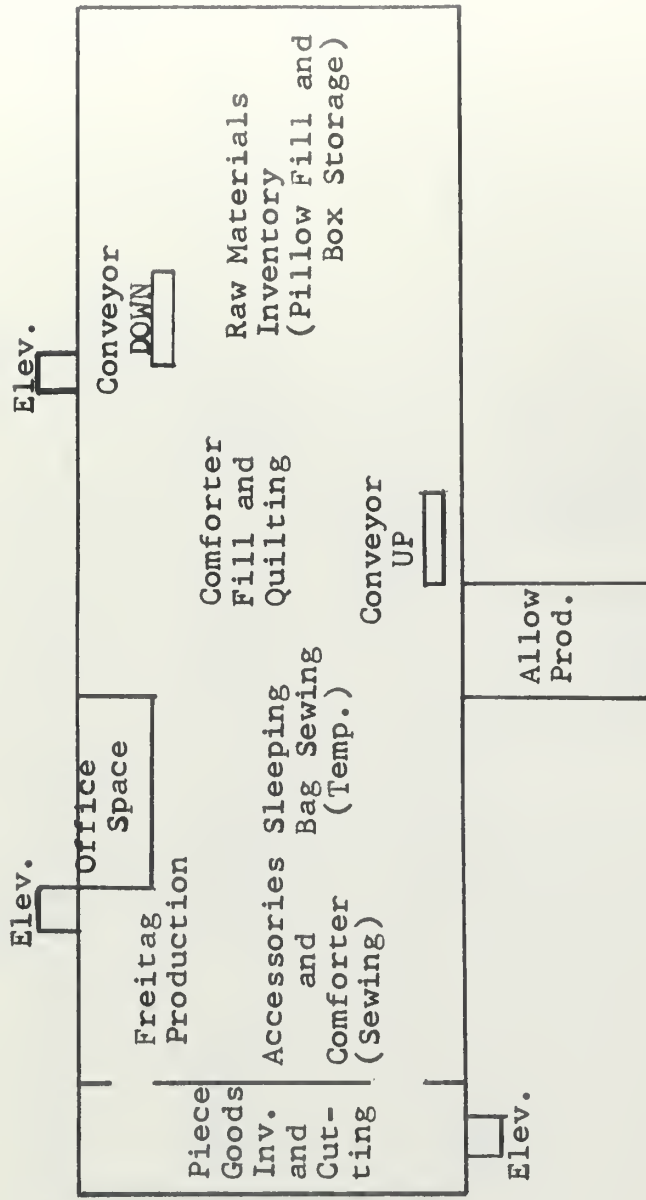 Elev.
Elev.
Office
Space
Conveyor
DOWN
Freitag
Production
Piece
Goods
Inv.
and
Cut-
ting
Accessories
and
Comforter
(Sewing)
Sleeping
Bag Sewing
(Temp.)
Comforter
Fill and
Quilting
Raw Materials
Inventory
(Pillow Fill and
Box Storage)
Conveyor
UP
Elev.
Allow
Prod.